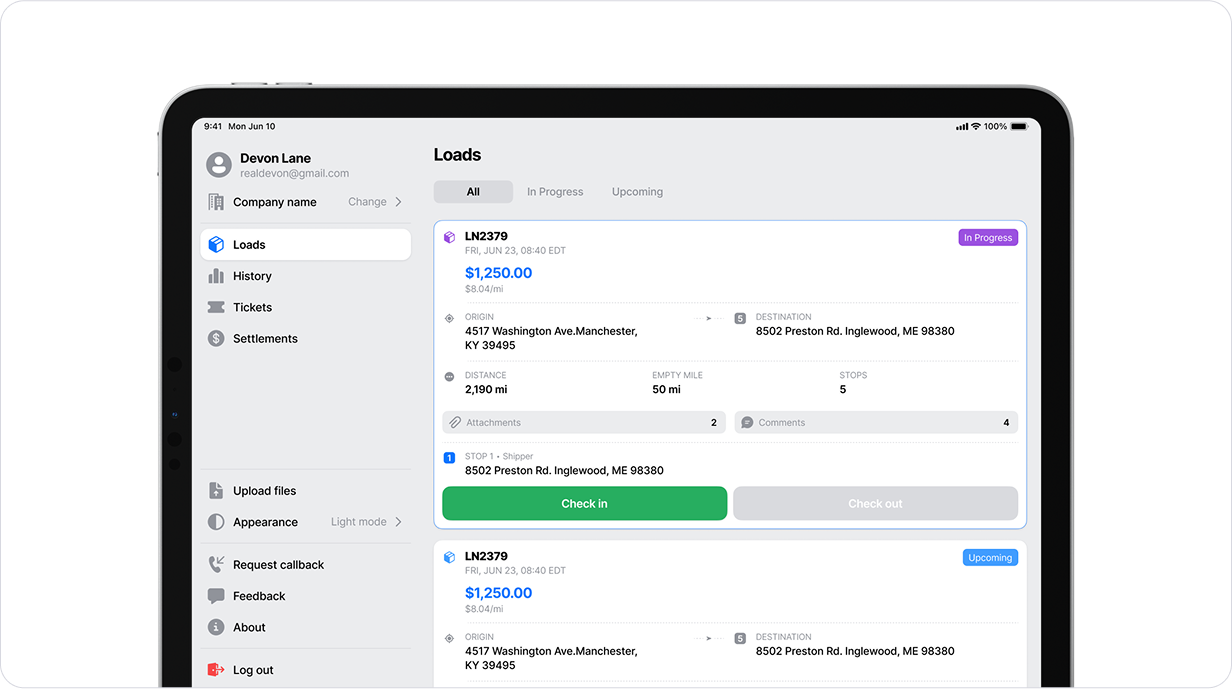 9:41 Mon Jun 10
100%
Devon Lane
realdevon@gmail.com
Company name Change
Loads
History
Tickets
$ Settlements
Upload files
Appearance Light mode
Request callback
Feedback
About
Log out
Loads
All In Progress Upcoming
LN2379 In Progress
FRI, JUN 23, 08:40 EDT
$1,250.00
$8.04/mi
ORIGIN
4517 Washington Ave.Manchester,
KY 39495
5 DESTINATION
8502 Preston Rd. Inglewood, ME 98380
DISTANCE
2,190 mi
EMPTY MILE
50 mi
STOPS
5
Attachments 2
Comments 4
1 STOP 1 • Shipper
8502 Preston Rd. Inglewood, ME 98380
Check in
Check out
LN2379 Upcoming
FRI, JUN 23, 08:40 EDT
$1,250.00
$8.04/mi
ORIGIN
4517 Washington Ave.Manchester,
KY 39495
5 DESTINATION
8502 Preston Rd. Inglewood, ME 98380